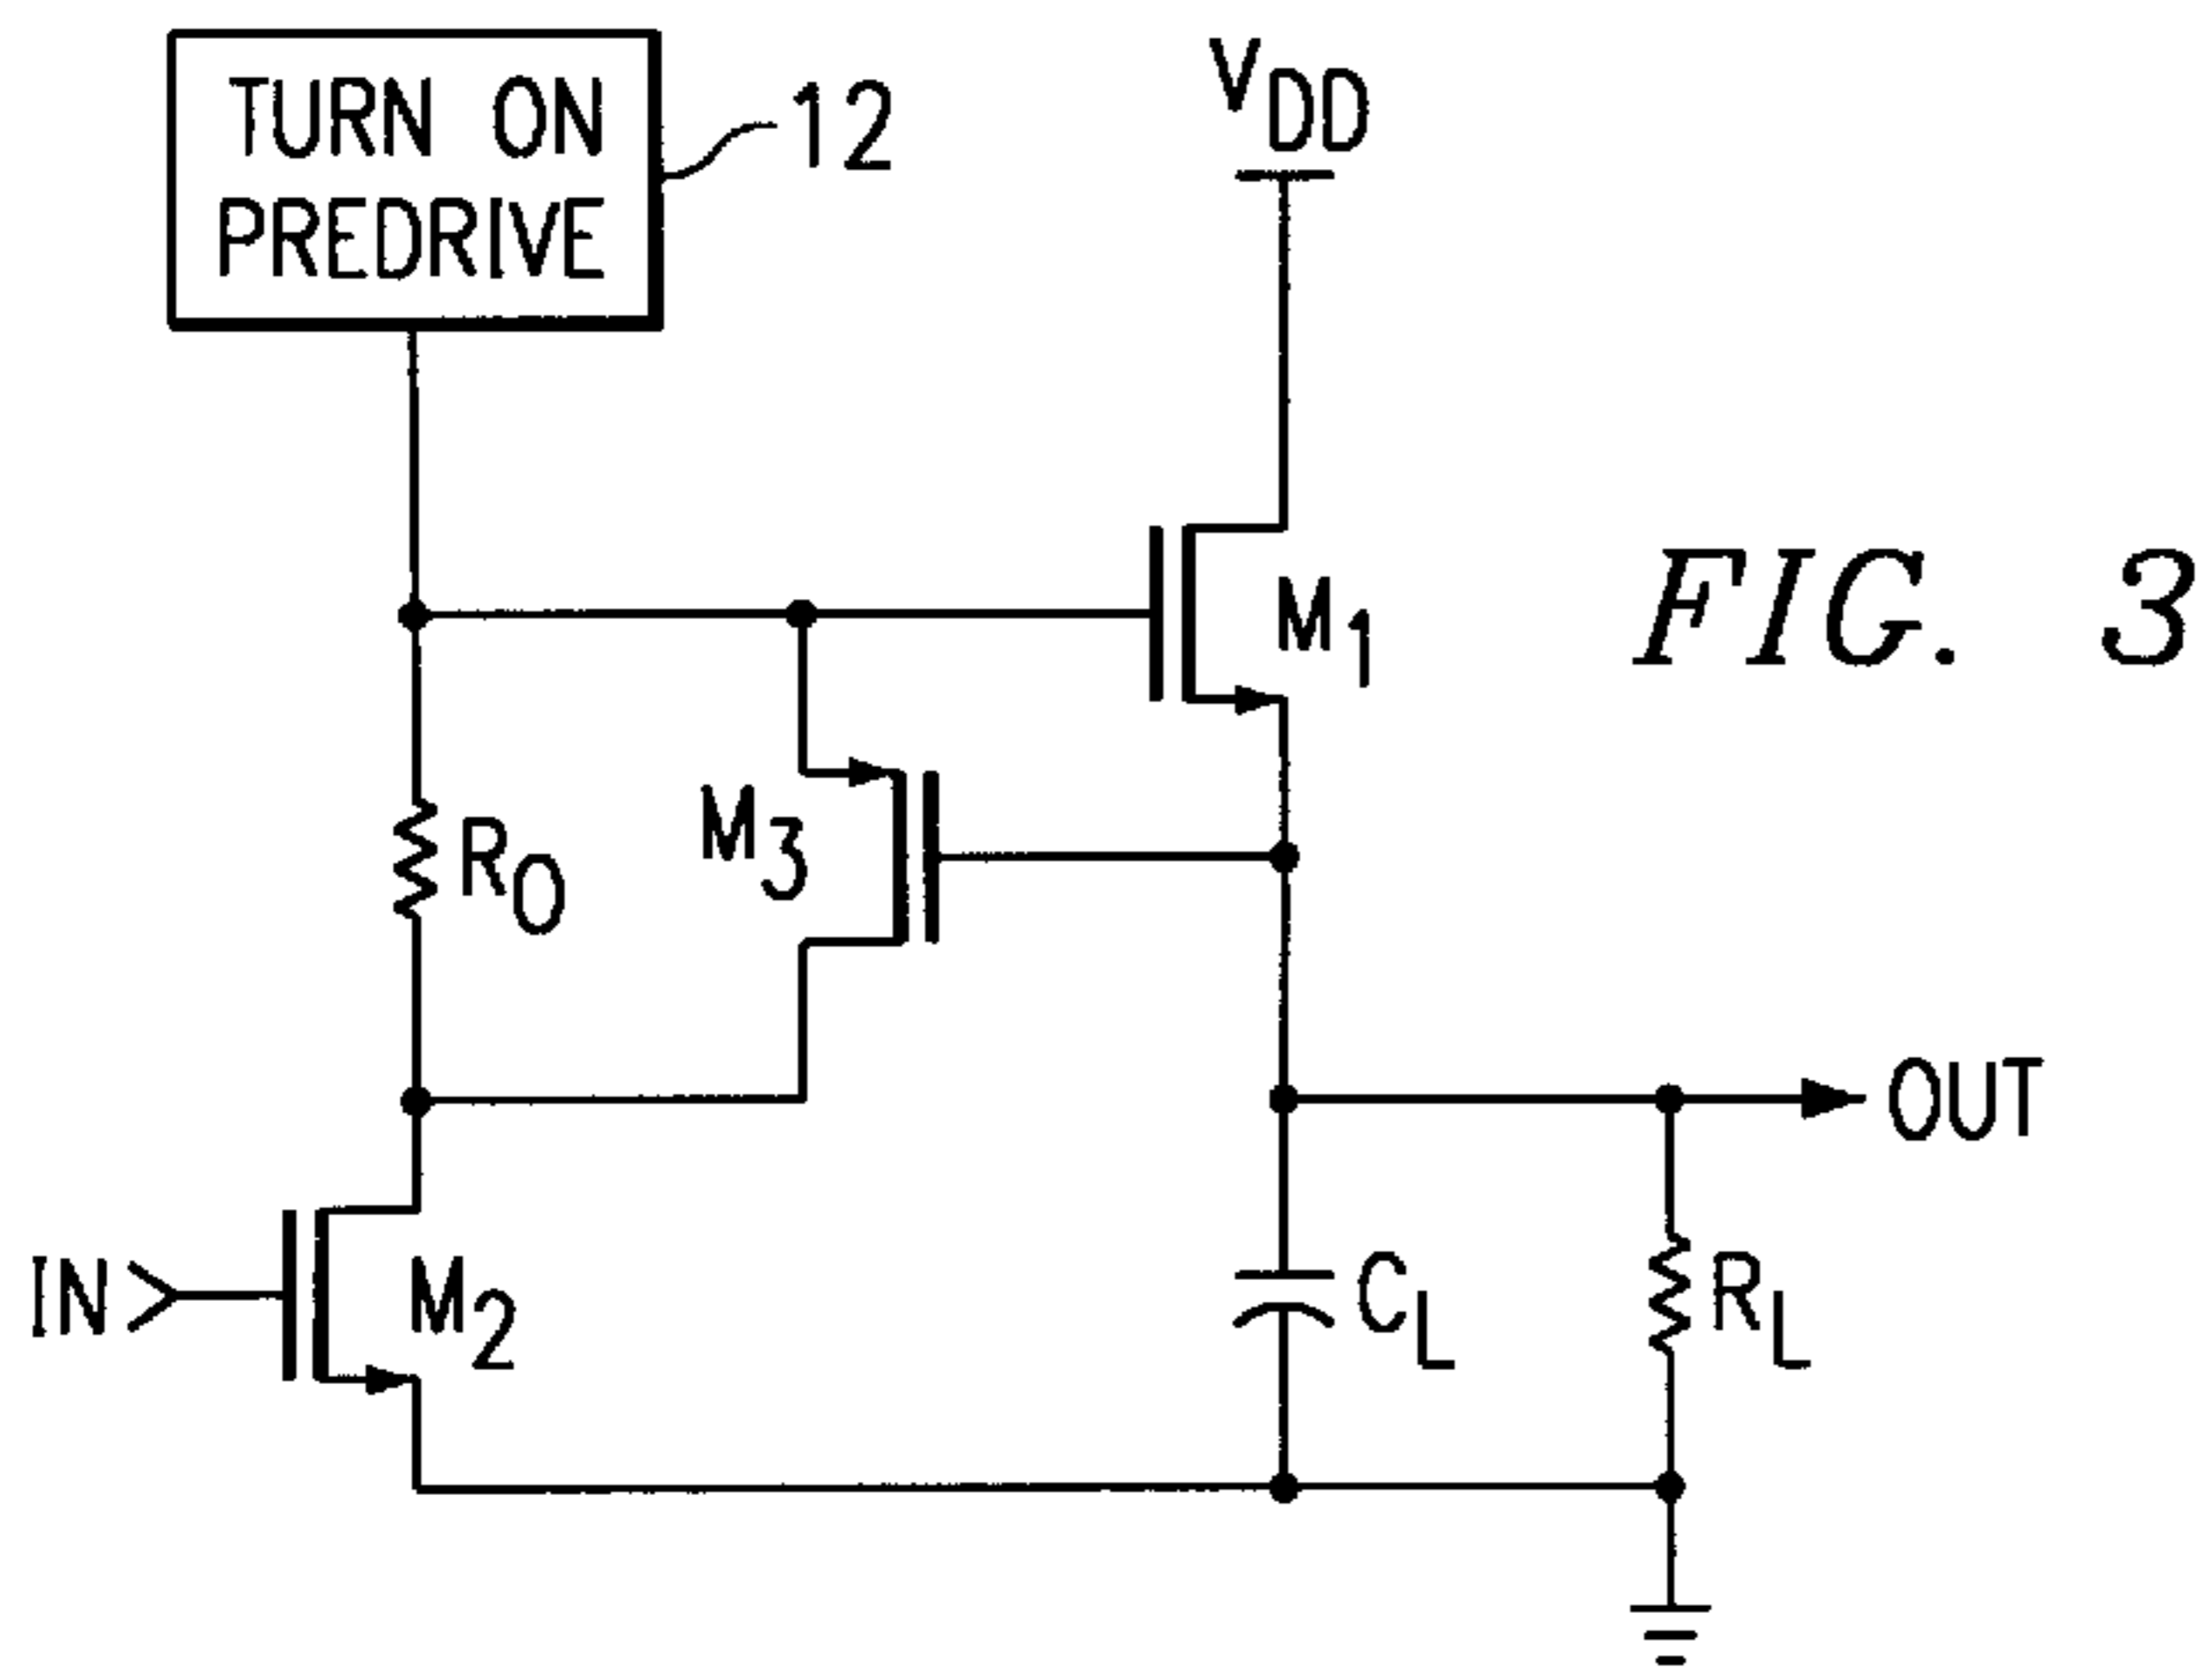 TURN ON
PREDRIVE
12
VDD
M1
FIG. 3
M3
RO
OUT
IN
M2
CL
RL